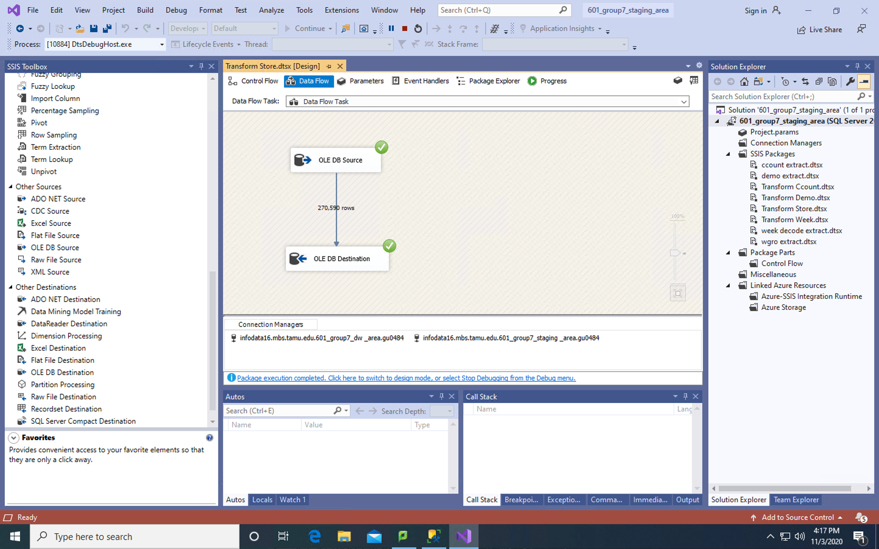 File Edit View Project Build Debug Format Test Analyze Tools Extensions Window Help Search (Ctrl+Q) 601_group7_staging_area Sign in
Develop Default Continue Application Insights Live Share
Process: [10884] DtsDebugHost.exe Lifecycle Events Thread: Stack Frame:
SSIS Toolbox
Fuzzy Grouping
Fuzzy Lookup
Import Column
Percentage Sampling
Pivot
Row Sampling
Term Extraction
Term Lookup
Unpivot
Other Sources
ADO NET Source
CDC Source
Excel Source
Flat File Source
OLE DB Source
Raw File Source
XML Source
Other Destinations
ADO NET Destination
Data Mining Model Training
DataReader Destination
Dimension Processing
Excel Destination
Flat File Destination
OLE DB Destination
Partition Processing
Raw File Destination
Recordset Destination
SQL Server Compact Destination
Favorites
Provides convenient access to your favorite elements so that
they are only a click away.
Transform Store.dtsx [Design]
Control Flow Data Flow Parameters Event Handlers Package Explorer Progress
Data Flow Task: Data Flow Task
OLE DB Source
270,590 rows
OLE DB Destination
100%
Connection Managers
infodata16.mbs.tamu.edu.601_group7_dw _area.gu0484 infodata16.mbs.tamu.edu.601_group7_staging _area.gu0484
Package execution completed. Click here to switch to design mode, or select Stop Debugging from the Debug menu.
Autos
Search (Ctrl+E) Search Depth:
Name Value Type
Autos Locals Watch 1
Call Stack
Name Lang
Call Stack Breakpoi... Exceptio... Comma... Immedia... Output
Solution Explorer
Search Solution Explorer (Ctrl+;)
Solution '601_group7_staging_area' (1 of 1 pro
601_group7_staging_area (SQL Server 2
Project.params
Connection Managers
SSIS Packages
ccount extract.dtsx
demo extract.dtsx
Transform Ccount.dtsx
Transform Demo.dtsx
Transform Store.dtsx
Transform Week.dtsx
week decode extract.dtsx
wgro extract.dtsx
Package Parts
Control Flow
Miscellaneous
Linked Azure Resources
Azure-SSIS Integration Runtime
Azure Storage
Solution Explorer Team Explorer
Ready Add to Source Control 5
Type here to search
4:17 PM
11/3/2020
1